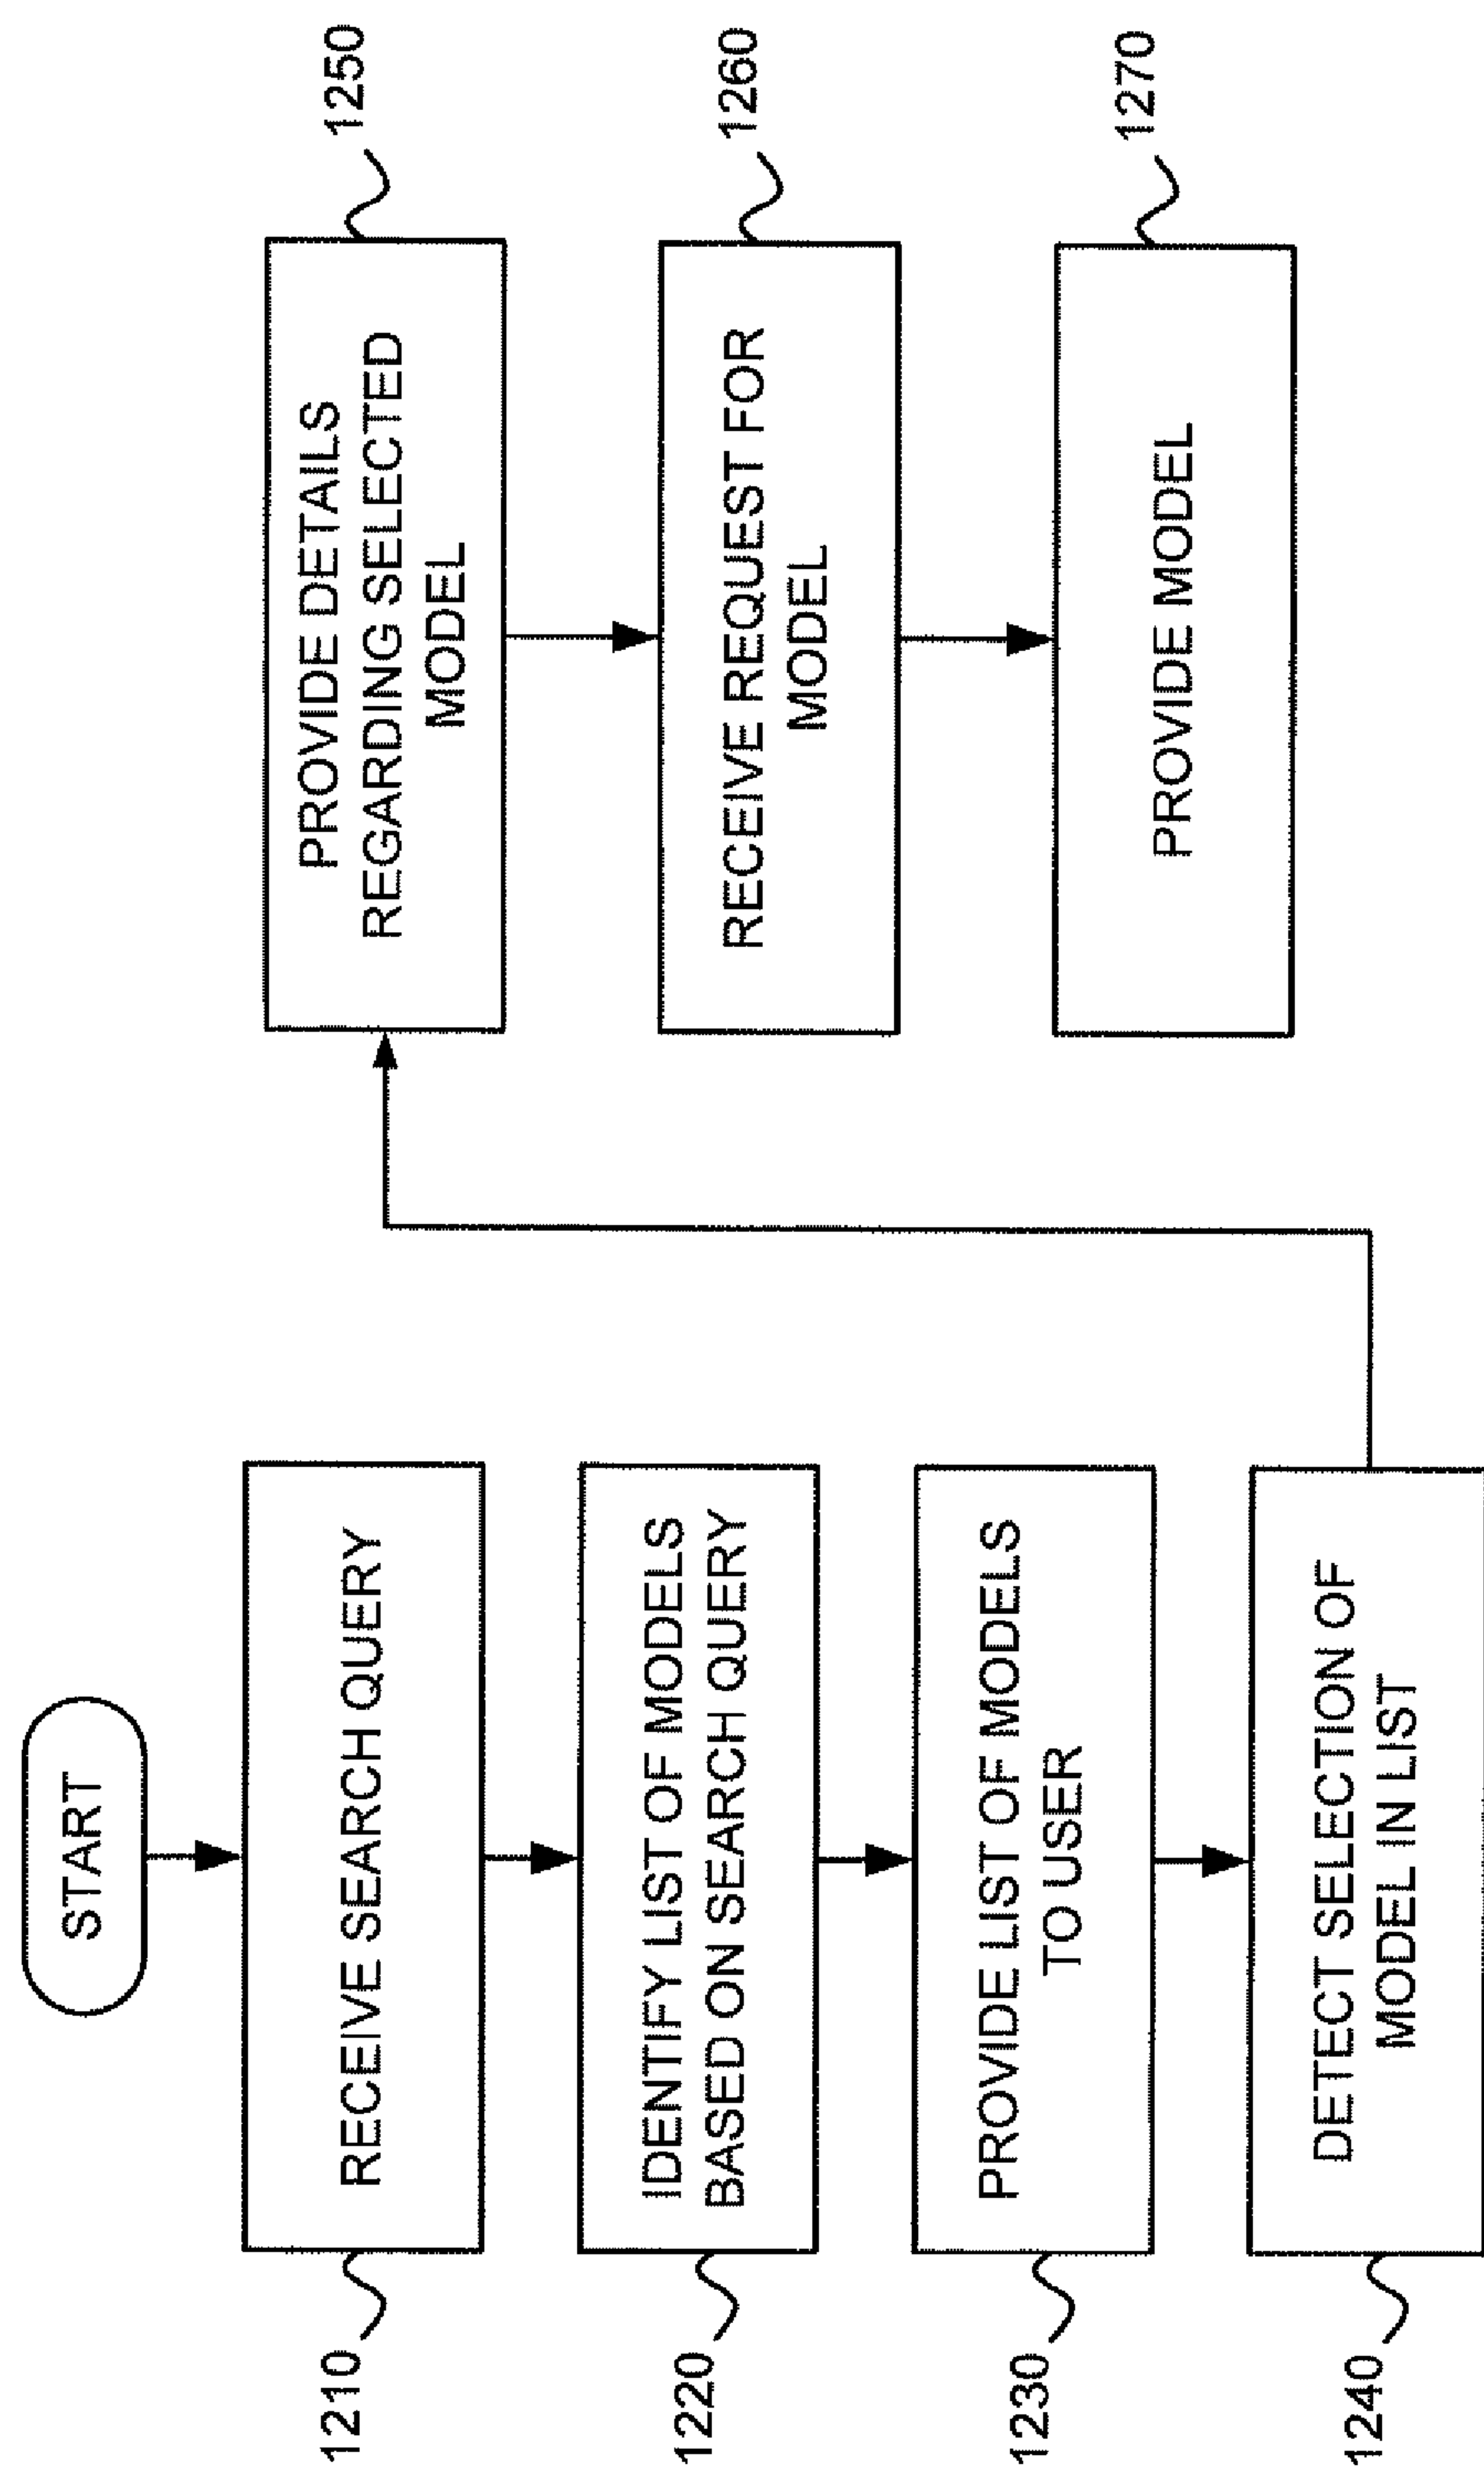 START
RECEIVE SEARCH QUERY
1210
IDENTIFY LIST OF MODELS
BASED ON SEARCH QUERY
1220
PROVIDE LIST OF MODELS
TO USER
1230
DETECT SELECTION OF
MODEL IN LIST
1240
PROVIDE DETAILS
REGARDING SELECTED
MODEL
1250
RECEIVE REQUEST FOR
MODEL
1260
PROVIDE MODEL
1270